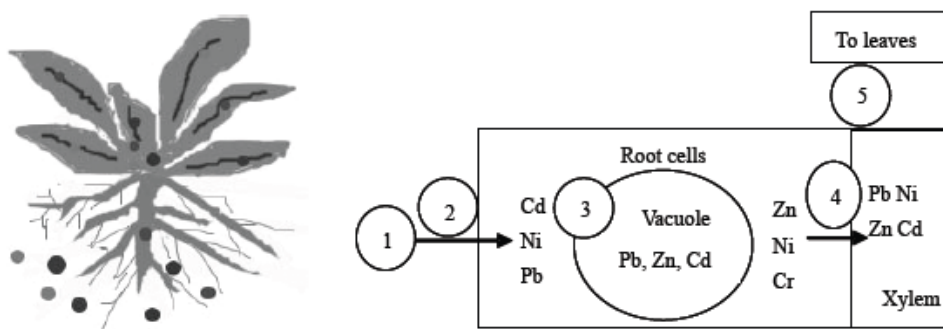 To leaves
5
Root cells
1
2
Cd
Ni
Pb
3
Vacuole
Pb, Zn, Cd
Zn
Ni
Cr
4
Pb Ni
Zn Cd
Xylem